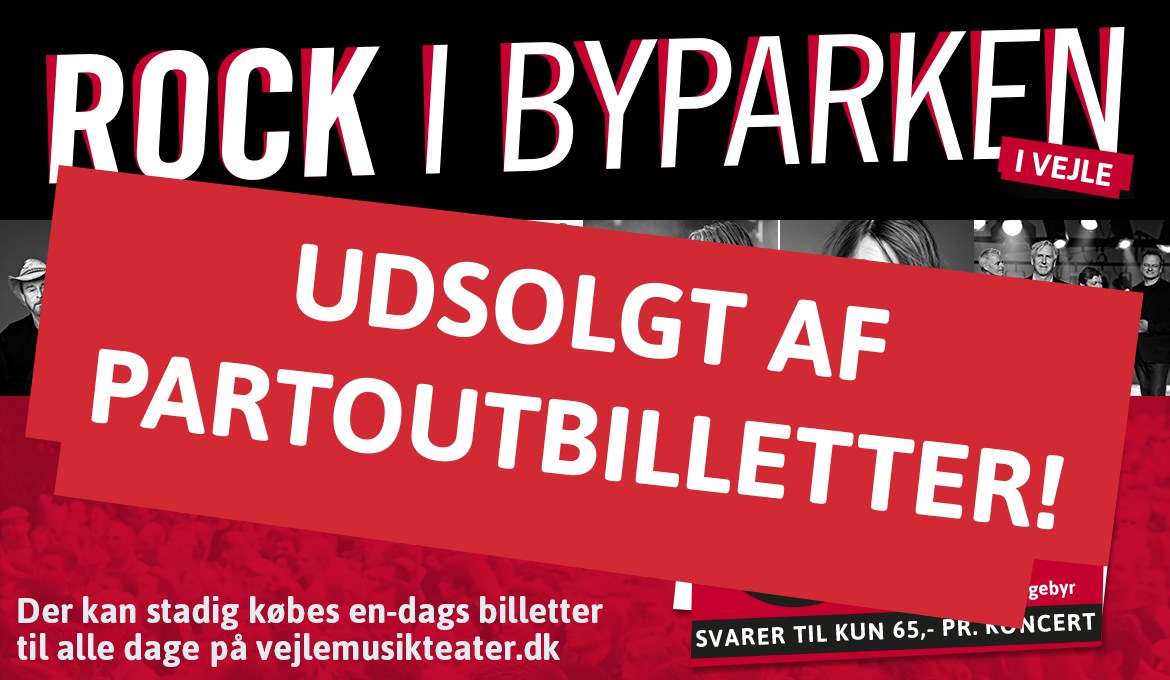 ROCK I BYPARKEN
I VEJLE
UDSOLGT AF
PARTOUTBILLETTER!
gebyr
SVARER TIL KUN 65,- PR. KONCERT
Der kan stadig købes en-dags billetter
til alle dage på vejlemusikteater.dk